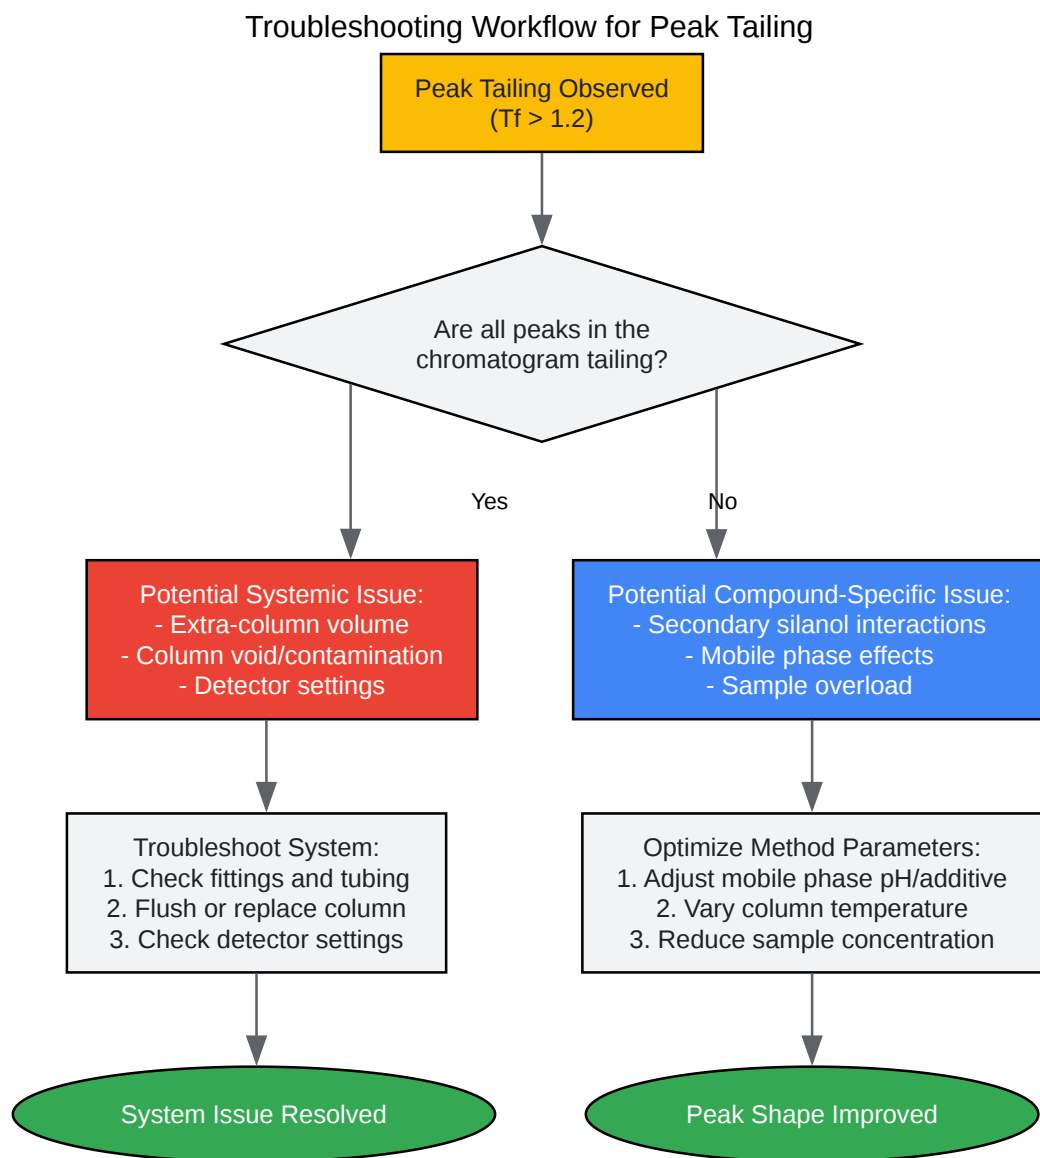 Troubleshooting Workflow for Peak Tailing
Peak Tailing Observed
(Tf > 1.2)
Are all peaks in the
chromatogram tailing?
Yes
No
Potential Systemic Issue:
- Extra-column volume
- Column void/contamination
- Detector settings
Potential Compound-Specific Issue:
- Secondary silanol interactions
- Mobile phase effects
- Sample overload
Troubleshoot System:
1. Check fittings and tubing
2. Flush or replace column
3. Check detector settings
Optimize Method Parameters:
1. Adjust mobile phase pH/additive
2. Vary column temperature
3. Reduce sample concentration
System Issue Resolved
Peak Shape Improved